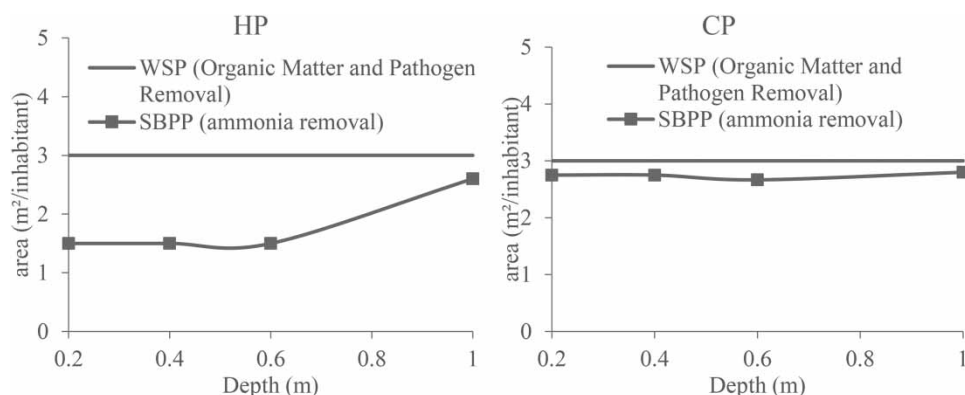 HP
5
4
3
2
1
0
area (m²/inhabitant)
WSP (Organic Matter and Pathogen
Removal)
SBPP (ammonia removal)
0.2 0.4 0.6 0.8 1
Depth (m)
CP
5
4
3
2
1
0
area (m²/inhabitant)
WSP (Organic Matter and
Pathogen Removal)
SBPP (ammonia removal)
0.2 0.4 0.6 0.8 1
Depth (m)